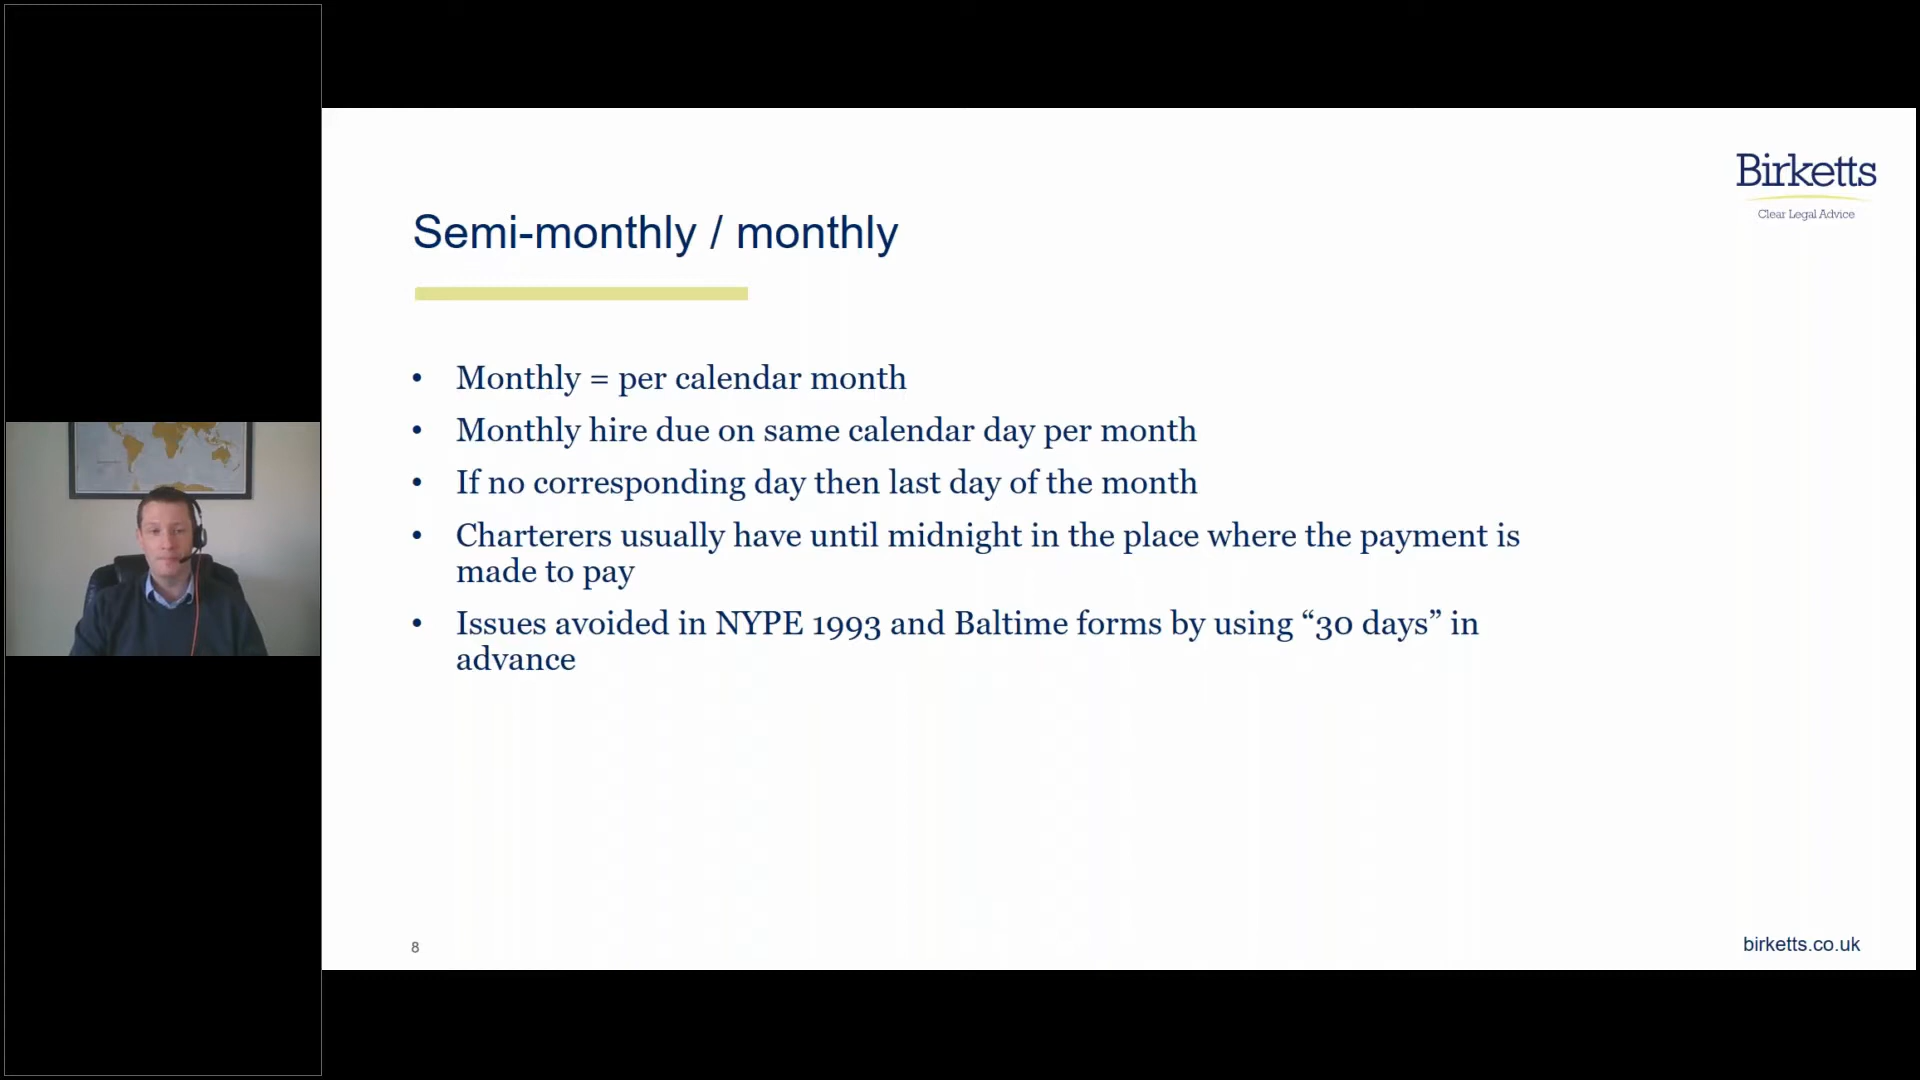 Birketts
Clear Legal Advice
Semi-monthly / monthly
• Monthly = per calendar month
• Monthly hire due on same calendar day per month
• If no corresponding day then last day of the month
• Charterers usually have until midnight in the place where the payment is
made to pay
• Issues avoided in NYPE 1993 and Baltime forms by using “30 days” in
advance
8
birketts.co.uk